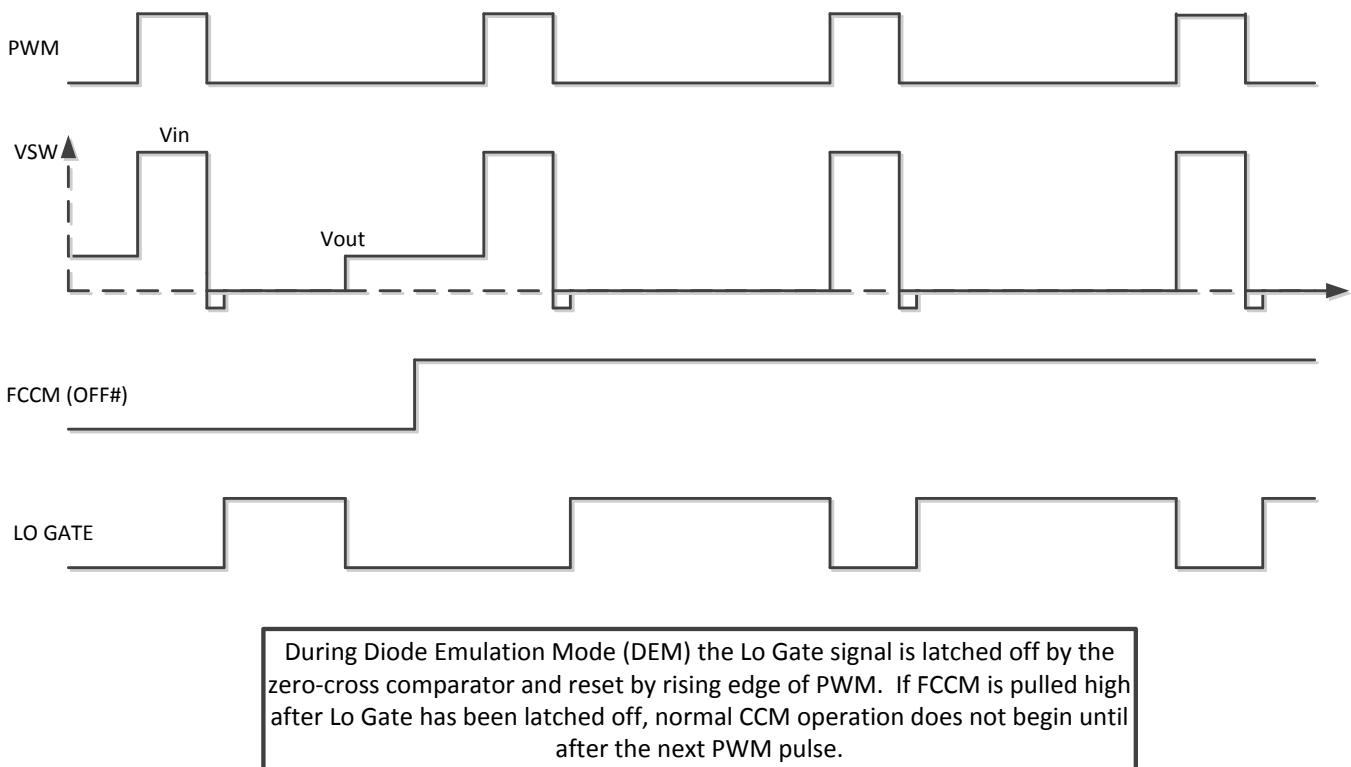 PWM
Vin
VSW
Vout
FCCM (OFF#)
LO GATE
During Diode Emulation Mode (DEM) the Lo Gate signal is latched off by the
zero-cross comparator and reset by rising edge of PWM.  If FCCM is pulled high
after Lo Gate has been latched off, normal CCM operation does not begin until
after the next PWM pulse.